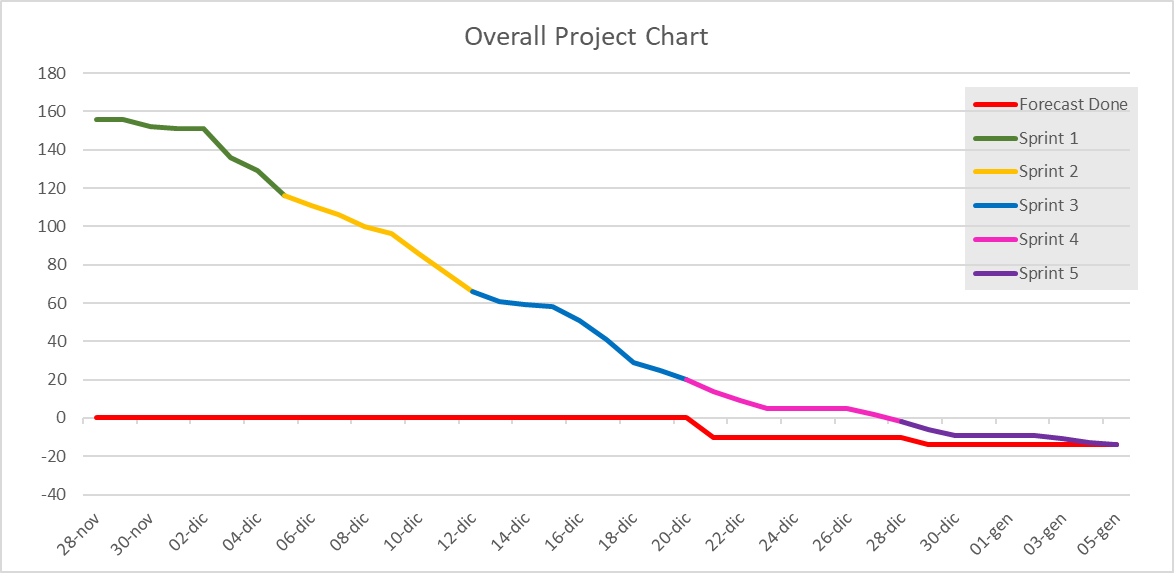 Overall Project Chart
180
160
140
120
100
80
60
40
20
0
-20
-40
Forecast Done
Sprint 1
Sprint 2
Sprint 3
Sprint 4
Sprint 5
28-nov
30-nov
02-dic
04-dic
06-dic
08-dic
10-dic
12-dic
14-dic
16-dic
18-dic
20-dic
22-dic
24-dic
26-dic
28-dic
30-dic
01-gen
03-gen
05-gen